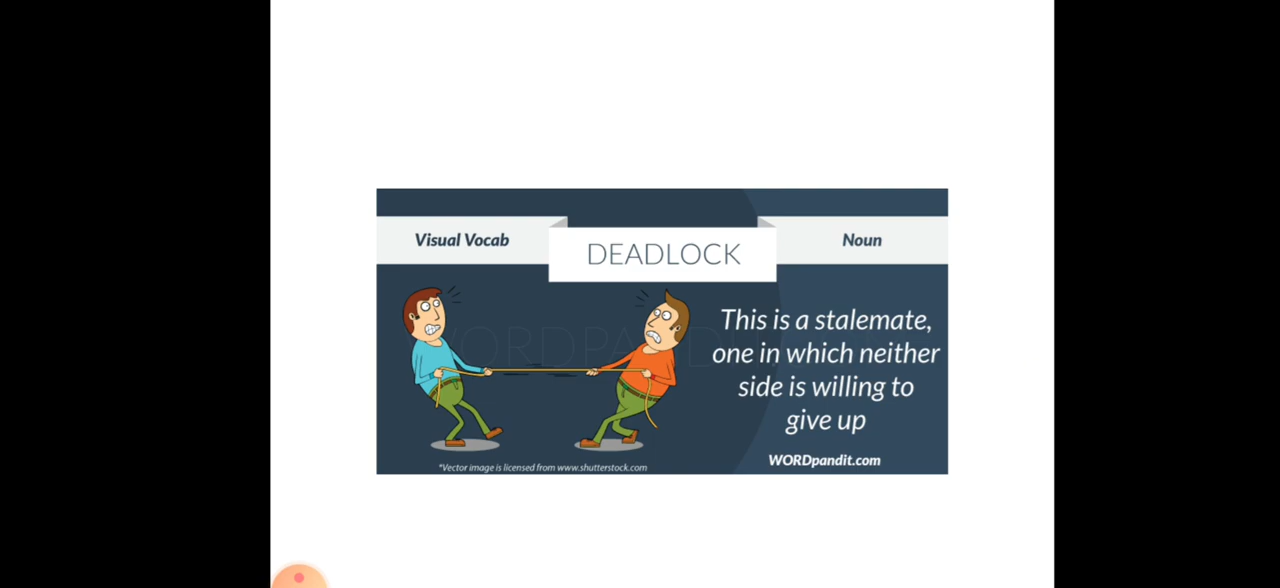 Visual Vocab
DEADLOCK
Noun
This is a stalemate,
one in which neither
side is willing to
give up
WORDpandit.com
*Vector image is licensed from www.shutterstock.com
WORDPANDIT